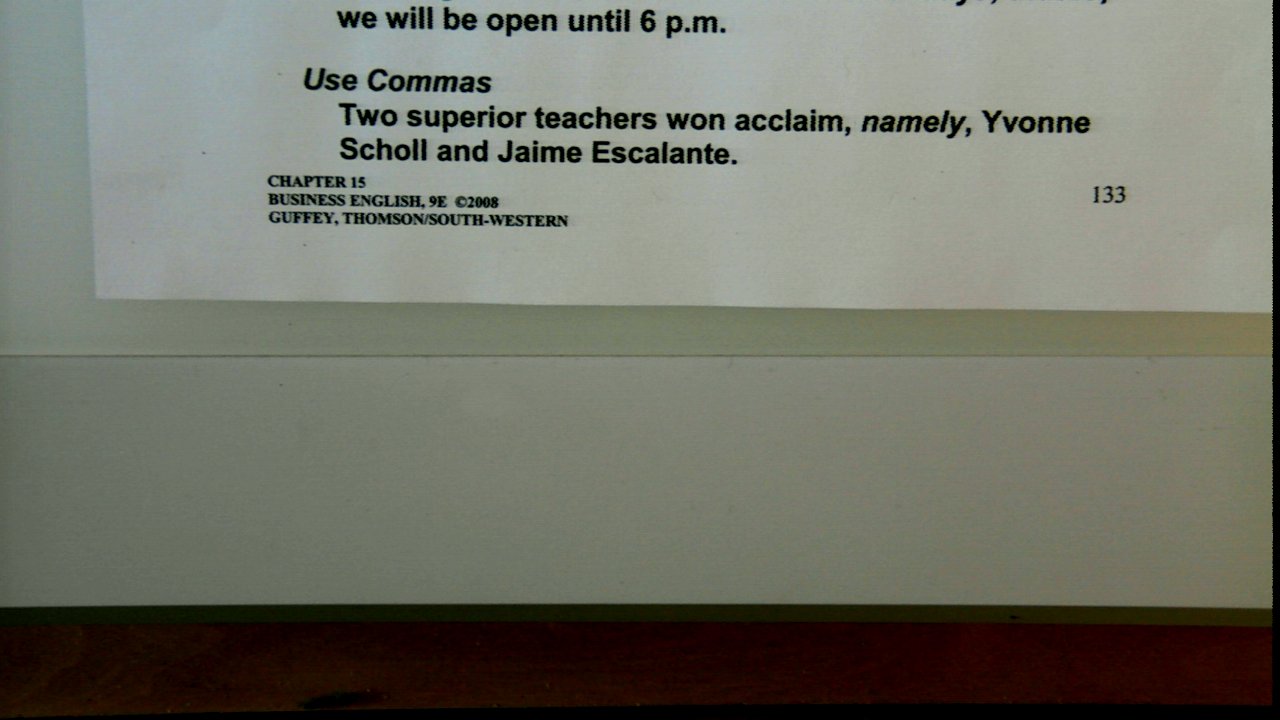 we will be open until 6 p.m.
Use Commas
Two superior teachers won acclaim, namely, Yvonne
Scholl and Jaime Escalante.
CHAPTER 15
BUSINESS ENGLISH, 9E ©2008
GUFFEY, THOMSON/SOUTH-WESTERN
133